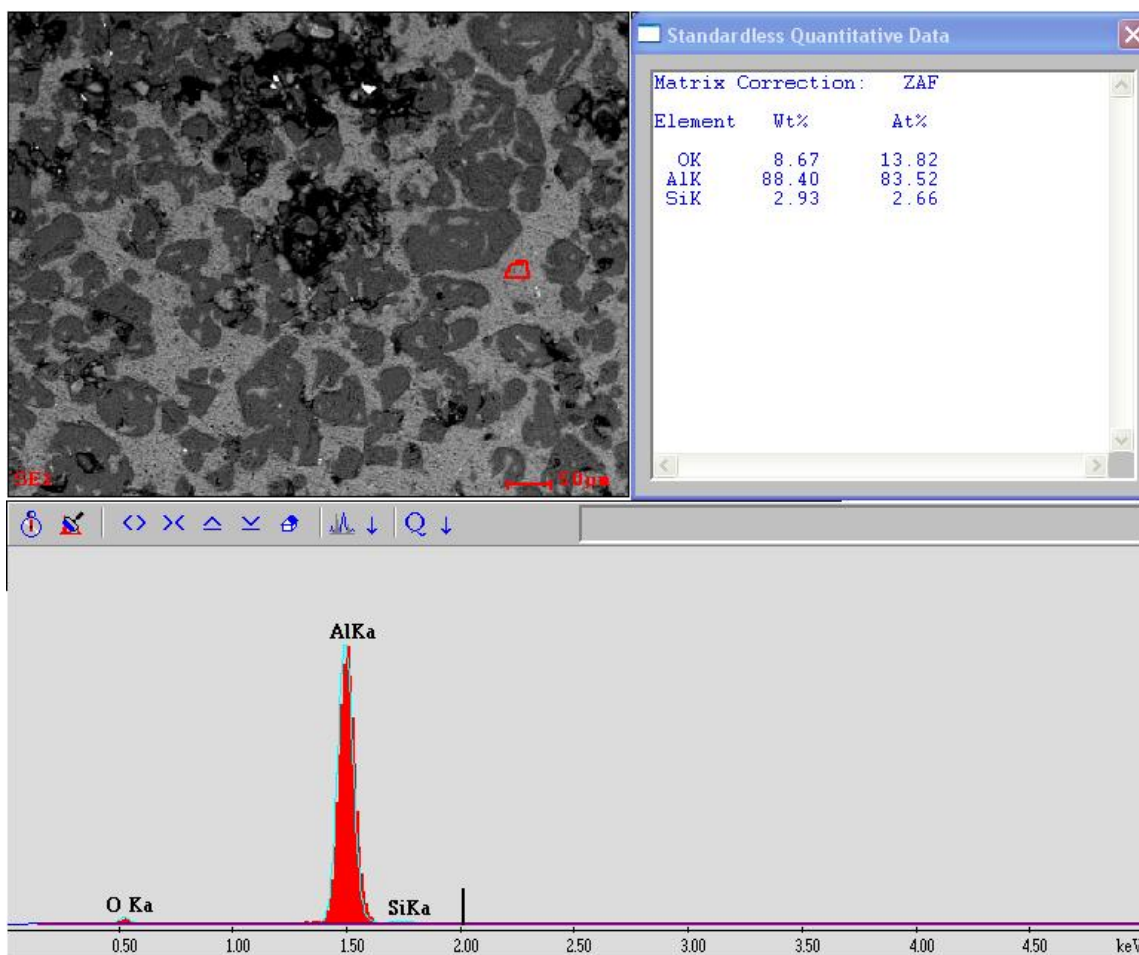 Standardless Quantitative Data
Matrix Correction: ZAF
Element Wt% At%
OK 8.67 13.82
AlK 88.40 83.52
SiK 2.93 2.66
AlKa
O Ka
SiKa
0.50 1.00 1.50 2.00 2.50 3.00 3.50 4.00 4.50 keV